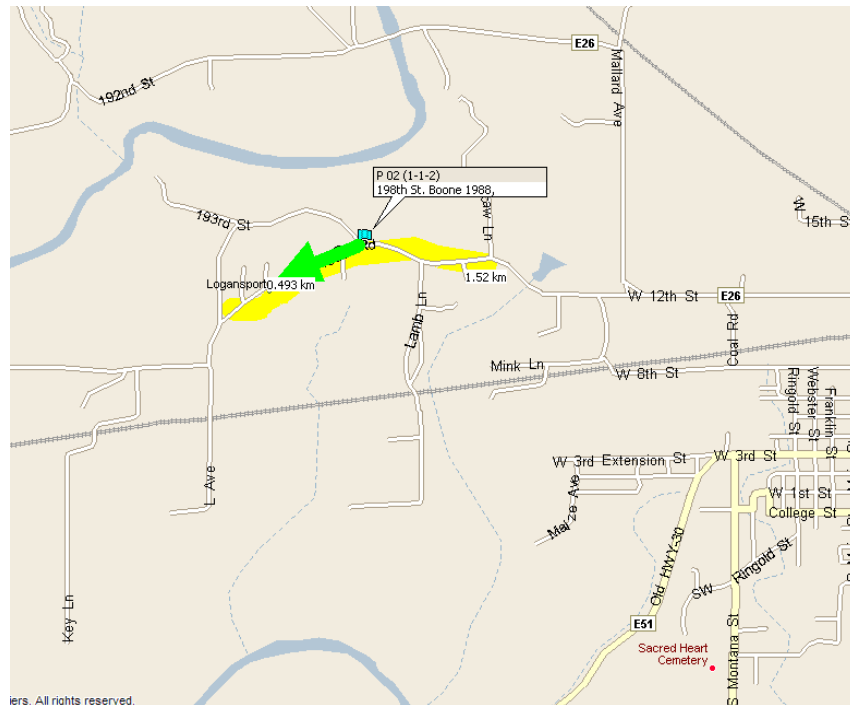 E26
192nd St
Mallard Ave
P 02 (1-1-2)
198th St. Boone 1988,
W
15th St
193rd St
Rd
aw Ln
Logansport
0.493 km
1.52 km
W 12th St
E26
Lamb Ln
Coal Rd
Mink Ln
W 8th St
Ringold St
Webster St
Franklin St
W 3rd Extension St
W 3rd St
L Ave
W 1st St
College St
Maize Ave
Old HWY-30
SW Ringold St
Key Ln
E51
Sacred Heart
Cemetery
S Montana St
iers. All rights reserved.